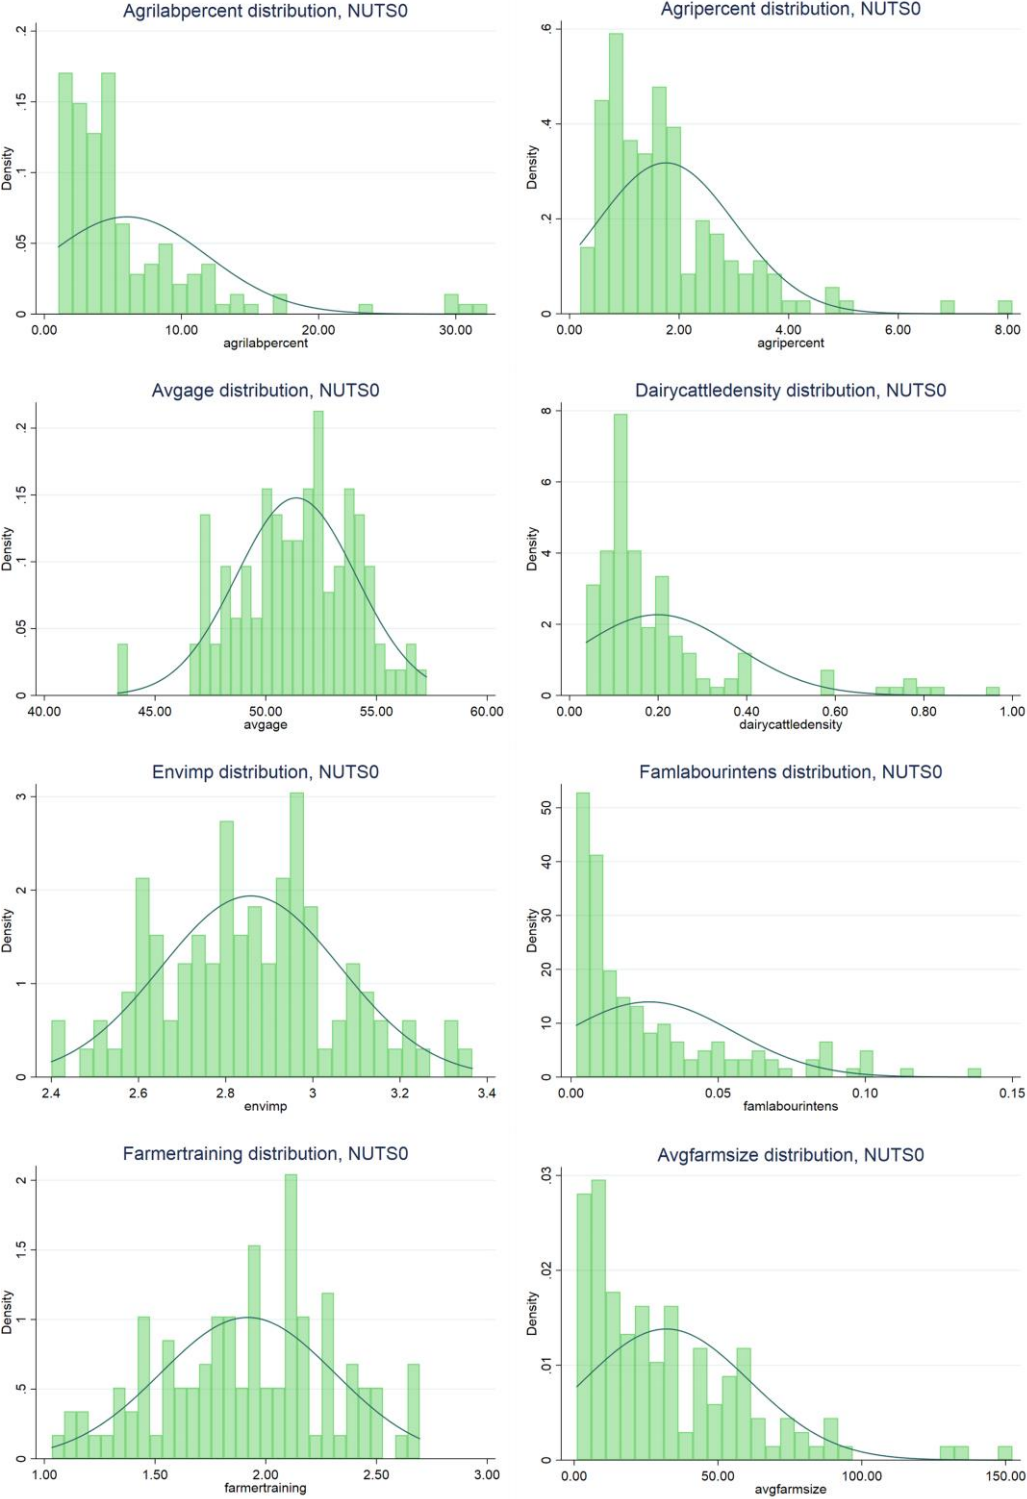 Agrilabpercent distribution, NUTS0
Density
0 .05 .1 .15 .2
0.00 10.00 20.00 30.00
agrilabpercent
Agripercent distribution, NUTS0
Density
0 .2 .4 .6
0.00 2.00 4.00 6.00 8.00
agripercent
Avgage distribution, NUTS0
Density
0 .05 .1 .15 .2
40.00 45.00 50.00 55.00 60.00
avgage
Dairycattledensity distribution, NUTS0
Density
0 2 4 6 8
0.00 0.20 0.40 0.60 0.80 1.00
dairycattledensity
Envimp distribution, NUTS0
Density
0 1 2 3
2.4 2.6 2.8 3 3.2 3.4
envimp
Famlabourintens distribution, NUTS0
Density
0 10 20 30 40 50
0.00 0.05 0.10 0.15
famlabourintens
Farmertraining distribution, NUTS0
Density
0 .5 1 1.5 2
1.00 1.50 2.00 2.50 3.00
farmertraining
Avgfarmsize distribution, NUTS0
Density
0 .01 .02 .03
0.00 50.00 100.00 150.00
avgfarmsize